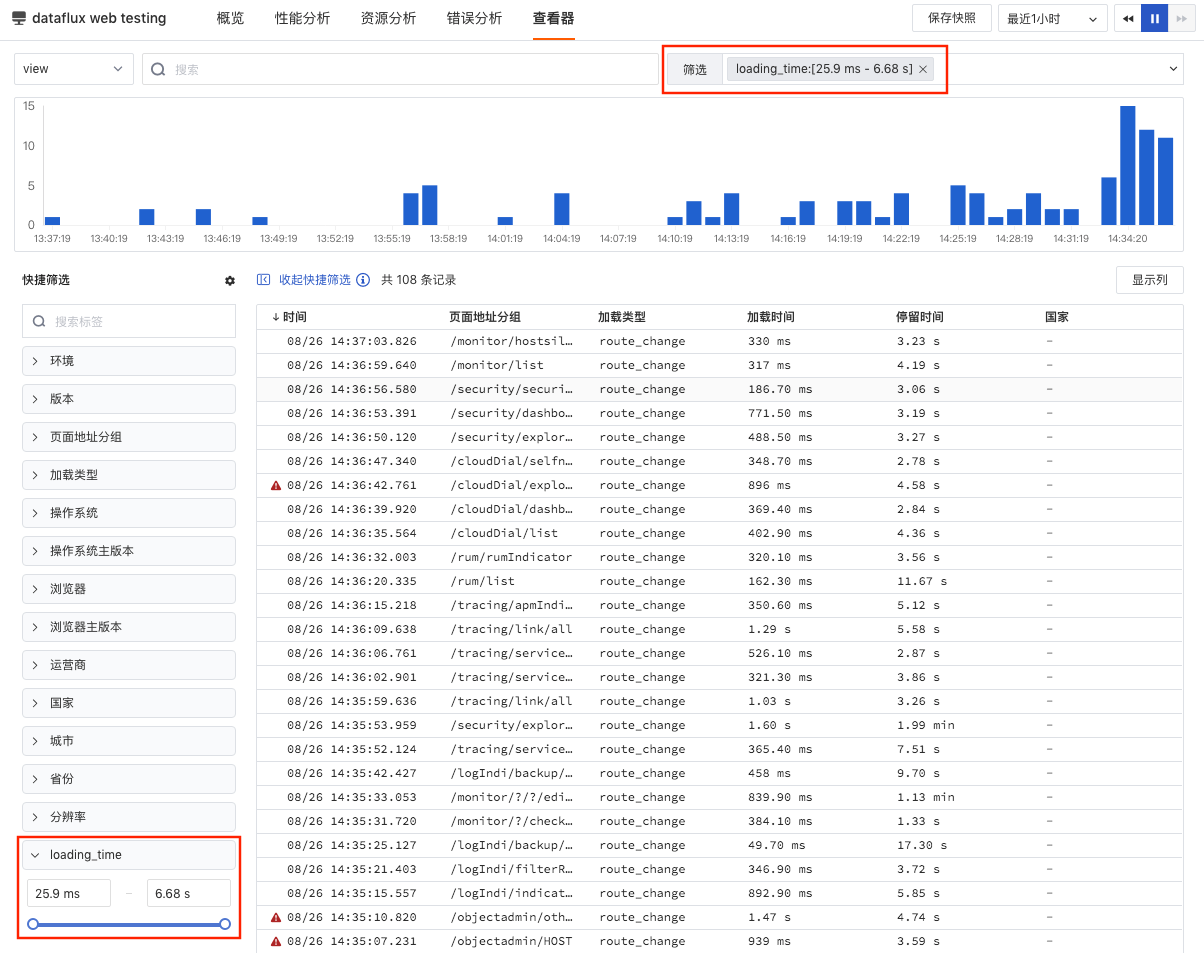 dataflux web testing 概览 性能分析 资源分析 错误分析 查看器 保存快照 最近1小时
view 搜索 筛选 loading_time:[25.9 ms - 6.68 s] ×
15
10
5
0
13:37:19 13:40:19 13:43:19 13:46:19 13:49:19 13:52:19 13:55:19 13:58:19 14:01:19 14:04:19 14:07:19 14:10:19 14:13:19 14:16:19 14:19:19 14:22:19 14:25:19 14:28:19 14:31:19 14:34:20
快捷筛选
搜索标签
环境
版本
页面地址分组
加载类型
操作系统
操作系统主版本
浏览器
浏览器主版本
运营商
国家
城市
省份
分辨率
loading_time
25.9 ms – 6.68 s
收起快捷筛选 共 108 条记录 显示列
↓时间 页面地址分组 加载类型 加载时间 停留时间 国家
08/26 14:37:03.826 /monitor/hostsil… route_change 330 ms 3.23 s –
08/26 14:36:59.640 /monitor/list route_change 317 ms 4.19 s –
08/26 14:36:56.580 /security/securi… route_change 186.70 ms 3.06 s –
08/26 14:36:53.391 /security/dashbo… route_change 771.50 ms 3.19 s –
08/26 14:36:50.120 /security/explor… route_change 488.50 ms 3.27 s –
08/26 14:36:47.340 /cloudDial/selfn… route_change 348.70 ms 2.78 s –
08/26 14:36:42.761 /cloudDial/explo… route_change 896 ms 4.58 s –
08/26 14:36:39.920 /cloudDial/dashb… route_change 369.40 ms 2.84 s –
08/26 14:36:35.564 /cloudDial/list route_change 402.90 ms 4.36 s –
08/26 14:36:32.003 /rum/rumIndicator route_change 320.10 ms 3.56 s –
08/26 14:36:20.335 /rum/list route_change 162.30 ms 11.67 s –
08/26 14:36:15.218 /tracing/apmIndi… route_change 350.60 ms 5.12 s –
08/26 14:36:09.638 /tracing/link/all route_change 1.29 s 5.58 s –
08/26 14:36:06.761 /tracing/service… route_change 526.10 ms 2.87 s –
08/26 14:36:02.901 /tracing/service… route_change 321.30 ms 3.86 s –
08/26 14:35:59.636 /tracing/link/all route_change 1.03 s 3.26 s –
08/26 14:35:53.959 /security/explor… route_change 1.60 s 1.99 min –
08/26 14:35:52.124 /tracing/service… route_change 365.40 ms 7.51 s –
08/26 14:35:42.427 /logIndi/backup/… route_change 458 ms 9.70 s –
08/26 14:35:33.053 /monitor/?/?/edi… route_change 839.90 ms 1.13 min –
08/26 14:35:31.720 /monitor/?/check… route_change 384.10 ms 1.33 s –
08/26 14:35:25.127 /logIndi/backup/… route_change 49.70 ms 17.30 s –
08/26 14:35:21.403 /logIndi/filterR… route_change 346.90 ms 3.72 s –
08/26 14:35:15.557 /logIndi/indicat… route_change 892.90 ms 5.85 s –
08/26 14:35:10.820 /objectadmin/oth… route_change 1.47 s 4.74 s –
08/26 14:35:07.231 /objectadmin/HOST route_change 939 ms 3.59 s –